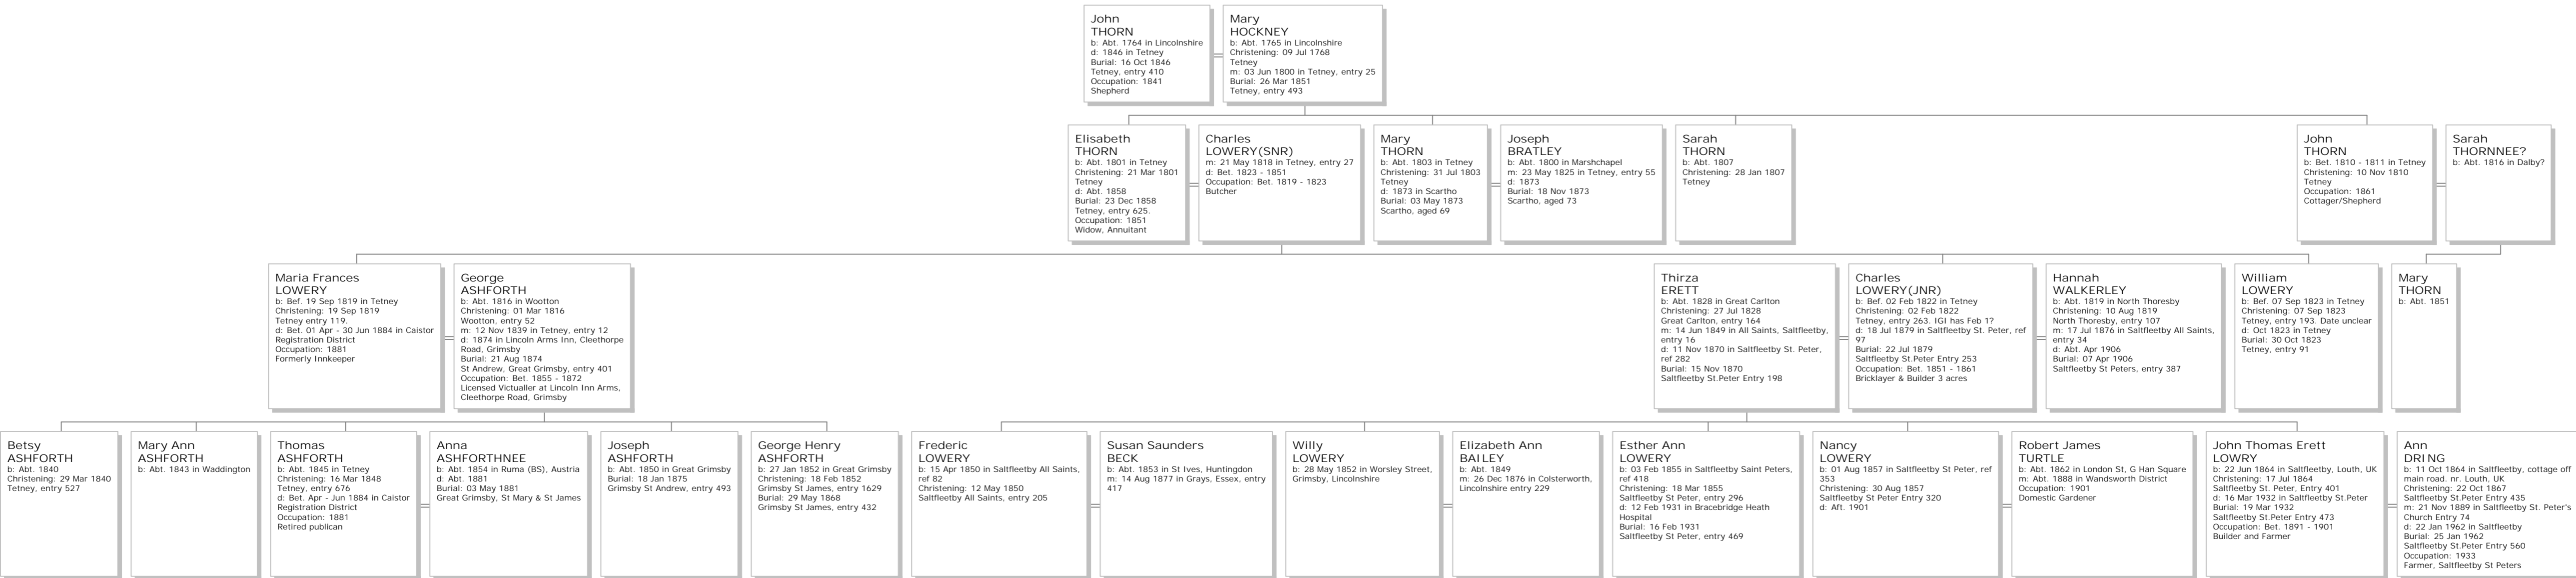 John
THORN
b: Abt. 1764 in Lincolnshire
d: 1846 in Tetney
Burial: 16 Oct 1846
Tetney, entry 410
Occupation: 1841
Shepherd
Mary
HOCKNEY
b: Abt. 1765 in Lincolnshire
Christening: 09 Jul 1768
Tetney
m: 03 Jun 1800 in Tetney, entry 25
Burial: 26 Mar 1851
Tetney, entry 493
Elisabeth
THORN
b: Abt. 1801 in Tetney
Christening: 21 Mar 1801
Tetney
d: Abt. 1858
Burial: 23 Dec 1858
Tetney, entry 625.
Occupation: 1851
Widow, Annuitant
Charles
LOWERY(SNR)
m: 21 May 1818 in Tetney, entry 27
d: Bet. 1823 - 1851
Occupation: Bet. 1819 - 1823
Butcher
Mary
THORN
b: Abt. 1803 in Tetney
Christening: 31 Jul 1803
Tetney
d: 1873 in Scartho
Burial: 03 May 1873
Scartho, aged 69
Joseph
BRATLEY
b: Abt. 1800 in Marshchapel
m: 23 May 1825 in Tetney, entry 55
d: 1873
Burial: 18 Nov 1873
Scartho, aged 73
Sarah
THORN
b: Abt. 1807
Christening: 28 Jan 1807
Tetney
John
THORN
b: Bet. 1810 - 1811 in Tetney
Christening: 10 Nov 1810
Tetney
Occupation: 1861
Cottager/Shepherd
Sarah
THORNNEE?
b: Abt. 1816 in Dalby?
Maria Frances
LOWERY
b: Bef. 19 Sep 1819 in Tetney
Christening: 19 Sep 1819
Tetney entry 119.
d: Bet. 01 Apr - 30 Jun 1884 in Caistor
Registration District
Occupation: 1881
Formerly Innkeeper
George
ASHFORTH
b: Abt. 1816 in Wootton
Christening: 01 Mar 1816
Wootton, entry 52
m: 12 Nov 1839 in Tetney, entry 12
d: 1874 in Lincoln Arms Inn, Cleethorpe
Road, Grimsby
Burial: 21 Aug 1874
St Andrew, Great Grimsby, entry 401
Occupation: Bet. 1855 - 1872
Licensed Victualler at Lincoln Inn Arms,
Cleethorpe Road, Grimsby
Thirza
ERETT
b: Abt. 1828 in Great Carlton
Christening: 27 Jul 1828
Great Carlton, entry 164
m: 14 Jun 1849 in All Saints, Saltfleetby,
entry 16
d: 11 Nov 1870 in Saltfleetby St. Peter,
ref 282
Burial: 15 Nov 1870
Saltfleetby St.Peter Entry 198
Charles
LOWERY(JNR)
b: Bef. 02 Feb 1822 in Tetney
Christening: 02 Feb 1822
Tetney, entry 263. IGI has Feb 1?
d: 18 Jul 1879 in Saltfleetby St. Peter, ref
97
Burial: 22 Jul 1879
Saltfleetby St.Peter Entry 253
Occupation: Bet. 1851 - 1861
Bricklayer & Builder 3 acres
Hannah
WALKERLEY
b: Abt. 1819 in North Thoresby
Christening: 10 Aug 1819
North Thoresby, entry 107
m: 17 Jul 1876 in Saltfleetby All Saints,
entry 34
d: Abt. Apr 1906
Burial: 07 Apr 1906
Saltfleetby St Peters, entry 387
William
LOWERY
b: Bef. 07 Sep 1823 in Tetney
Christening: 07 Sep 1823
Tetney, entry 193. Date unclear
d: Oct 1823 in Tetney
Burial: 30 Oct 1823
Tetney, entry 91
Mary
THORN
b: Abt. 1851
Betsy
ASHFORTH
b: Abt. 1840
Christening: 29 Mar 1840
Tetney, entry 527
Mary Ann
ASHFORTH
b: Abt. 1843 in Waddington
Thomas
ASHFORTH
b: Abt. 1845 in Tetney
Christening: 16 Mar 1848
Tetney, entry 676
d: Bet. Apr - Jun 1884 in Caistor
Registration District
Occupation: 1881
Retired publican
Anna
ASHFORTHNEE
b: Abt. 1854 in Ruma (BS), Austria
d: Abt. 1881
Burial: 03 May 1881
Great Grimsby, St Mary & St James
Joseph
ASHFORTH
b: Abt. 1850 in Great Grimsby
Burial: 18 Jan 1875
Grimsby St Andrew, entry 493
George Henry
ASHFORTH
b: 27 Jan 1852 in Great Grimsby
Christening: 18 Feb 1852
Grimsby St James, entry 1629
Burial: 29 May 1868
Grimsby St James, entry 432
Frederic
LOWERY
b: 15 Apr 1850 in Saltfleetby All Saints,
ref 82
Christening: 12 May 1850
Saltfleetby All Saints, entry 205
Susan Saunders
BECK
b: Abt. 1853 in St Ives, Huntingdon
m: 14 Aug 1877 in Grays, Essex, entry
417
Willy
LOWERY
b: 28 May 1852 in Worsley Street,
Grimsby, Lincolnshire
Elizabeth Ann
BAILEY
b: Abt. 1849
m: 26 Dec 1876 in Colsterworth,
Lincolnshire entry 229
Esther Ann
LOWERY
b: 03 Feb 1855 in Saltfleetby Saint Peters,
ref 418
Christening: 18 Mar 1855
Saltfleetby St Peter, entry 296
d: 12 Feb 1931 in Bracebridge Heath
Hospital
Burial: 16 Feb 1931
Saltfleetby St Peter, entry 469
Nancy
LOWERY
b: 01 Aug 1857 in Saltfleetby St Peter, ref
353
Christening: 30 Aug 1857
Saltfleetby St Peter Entry 320
d: Aft. 1901
Robert James
TURTLE
b: Abt. 1862 in London St, G Han Square
m: Abt. 1888 in Wandsworth District
Occupation: 1901
Domestic Gardener
John Thomas Erett
LOWRY
b: 22 Jun 1864 in Saltfleetby, Louth, UK
Christening: 17 Jul 1864
Saltfleetby St. Peter, Entry 401
d: 16 Mar 1932 in Saltfleetby St.Peter
Burial: 19 Mar 1932
Saltfleetby St.Peter Entry 473
Occupation: Bet. 1891 - 1901
Builder and Farmer
Ann
DRING
b: 11 Oct 1864 in Saltfleetby, cottage off
main road. nr. Louth, UK
Christening: 22 Oct 1867
Saltfleetby St.Peter Entry 435
m: 21 Nov 1889 in Saltfleetby St. Peter's
Church Entry 74
d: 22 Jan 1962 in Saltfleetby
Burial: 25 Jan 1962
Saltfleetby St.Peter Entry 560
Occupation: 1933
Farmer, Saltfleetby St Peters